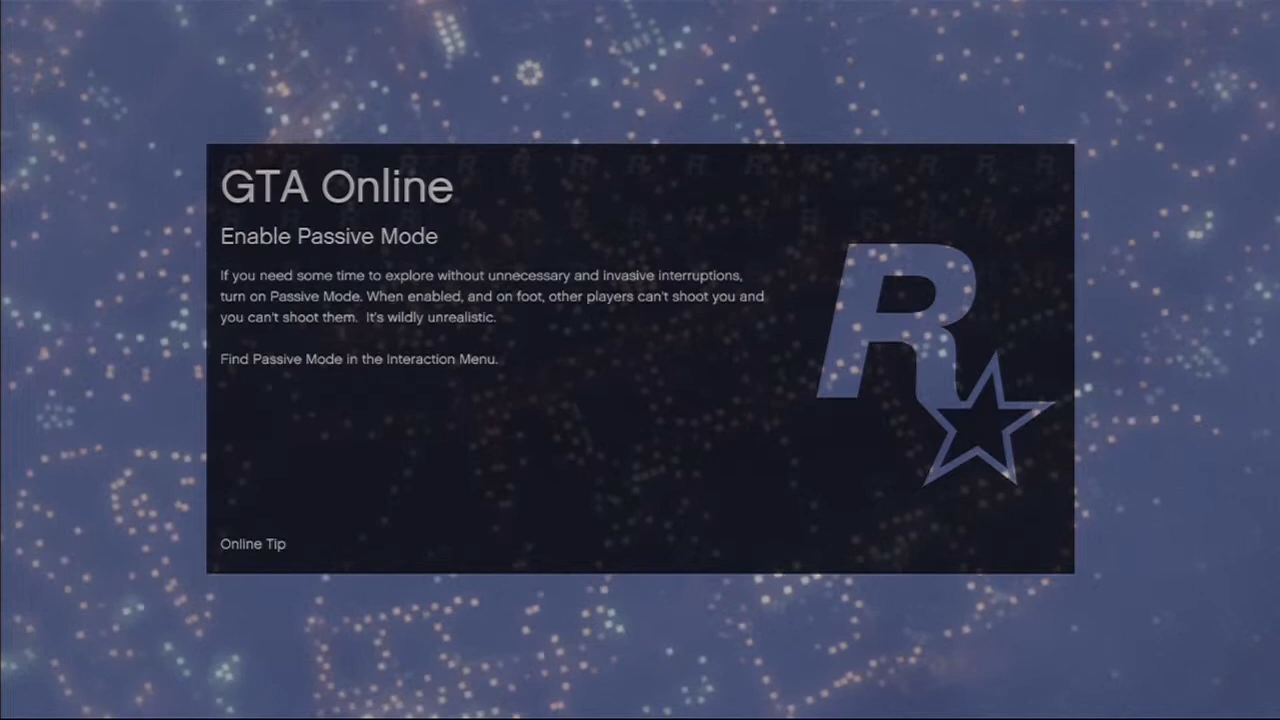 GTA Online
Enable Passive Mode
If you need some time to explore without unnecessary and invasive interruptions,
turn on Passive Mode. When enabled, and on foot, other players can't shoot you and
you can't shoot them.  It's wildly unrealistic.
Find Passive Mode in the Interaction Menu.
R
Online Tip